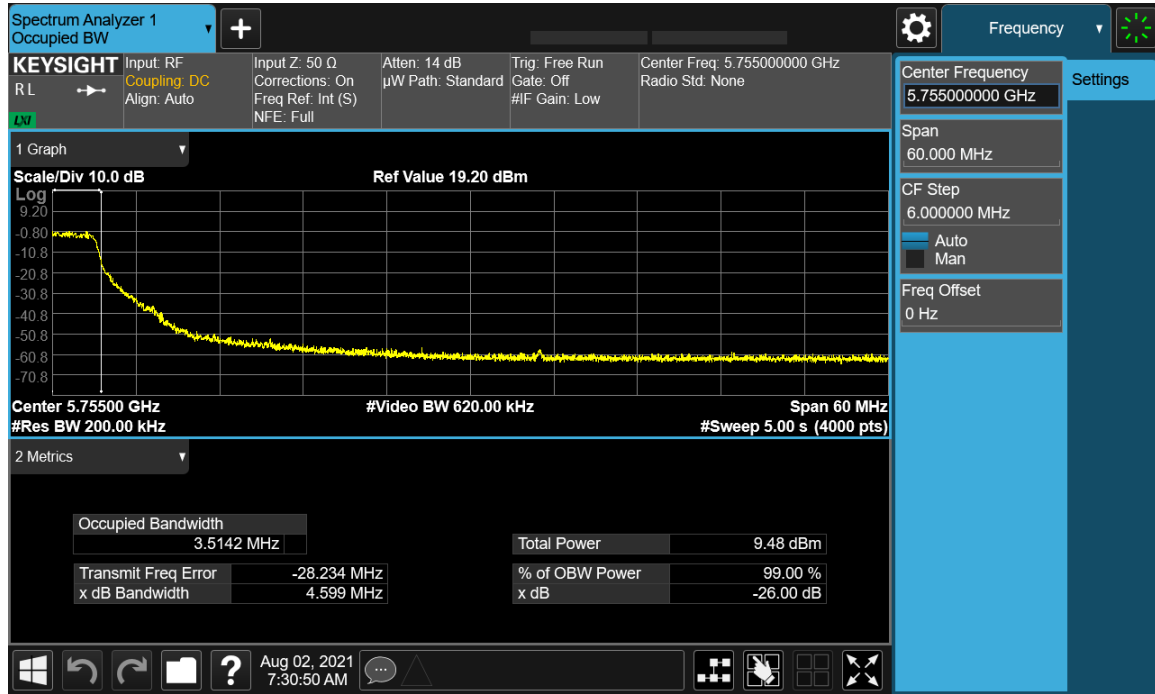 Spectrum Analyzer 1
Occupied BW
Frequency
KEYSIGHT
R L
LXI
Input: RF
Coupling: DC
Align: Auto
Input Z: 50 Ω
Corrections: On
Freq Ref: Int (S)
NFE: Full
Atten: 14 dB
µW Path: Standard
Trig: Free Run
Gate: Off
#IF Gain: Low
Center Freq: 5.755000000 GHz
Radio Std: None
Center Frequency
5.755000000 GHz
Settings
Span
60.000 MHz
CF Step
6.000000 MHz
Auto
Man
Freq Offset
0 Hz
1 Graph
Scale/Div 10.0 dB
Ref Value 19.20 dBm
Log
9.20
-0.80
-10.8
-20.8
-30.8
-40.8
-50.8
-60.8
-70.8
Center 5.75500 GHz
#Video BW 620.00 kHz
Span 60 MHz
#Res BW 200.00 kHz
#Sweep 5.00 s (4000 pts)
2 Metrics
Occupied Bandwidth
3.5142 MHz
Total Power 9.48 dBm
Transmit Freq Error -28.234 MHz
% of OBW Power 99.00 %
x dB Bandwidth 4.599 MHz
x dB -26.00 dB
Aug 02, 2021
7:30:50 AM